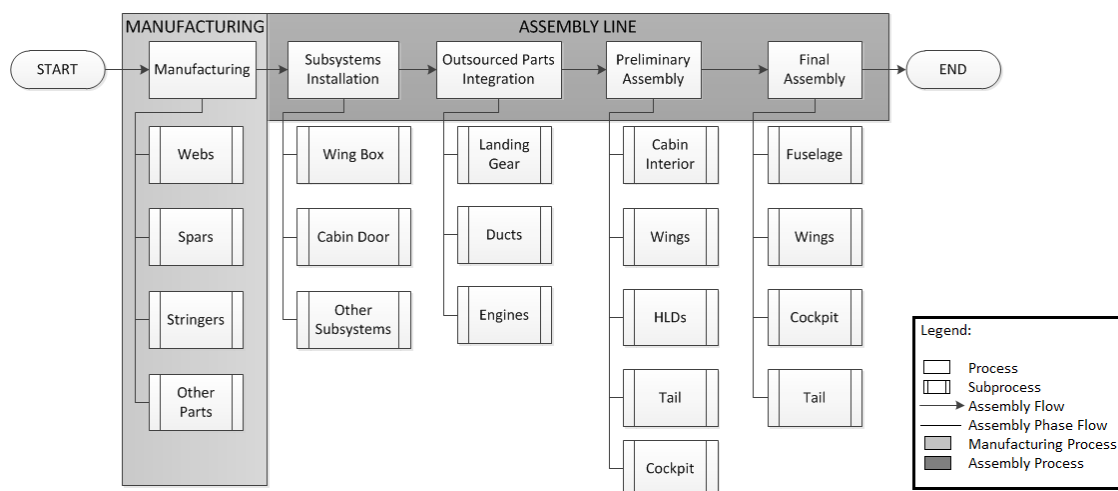 MANUFACTURING
ASSEMBLY LINE
START
Manufacturing
Subsystems
Installation
Outsourced Parts
Integration
Preliminary
Assembly
Final
Assembly
END
Webs
Spars
Stringers
Other
Parts
Wing Box
Cabin Door
Other
Subsystems
Landing
Gear
Ducts
Engines
Cabin
Interior
Wings
HLDs
Tail
Cockpit
Fuselage
Wings
Cockpit
Tail
Legend:
Process
Subprocess
Assembly Flow
Assembly Phase Flow
Manufacturing Process
Assembly Process